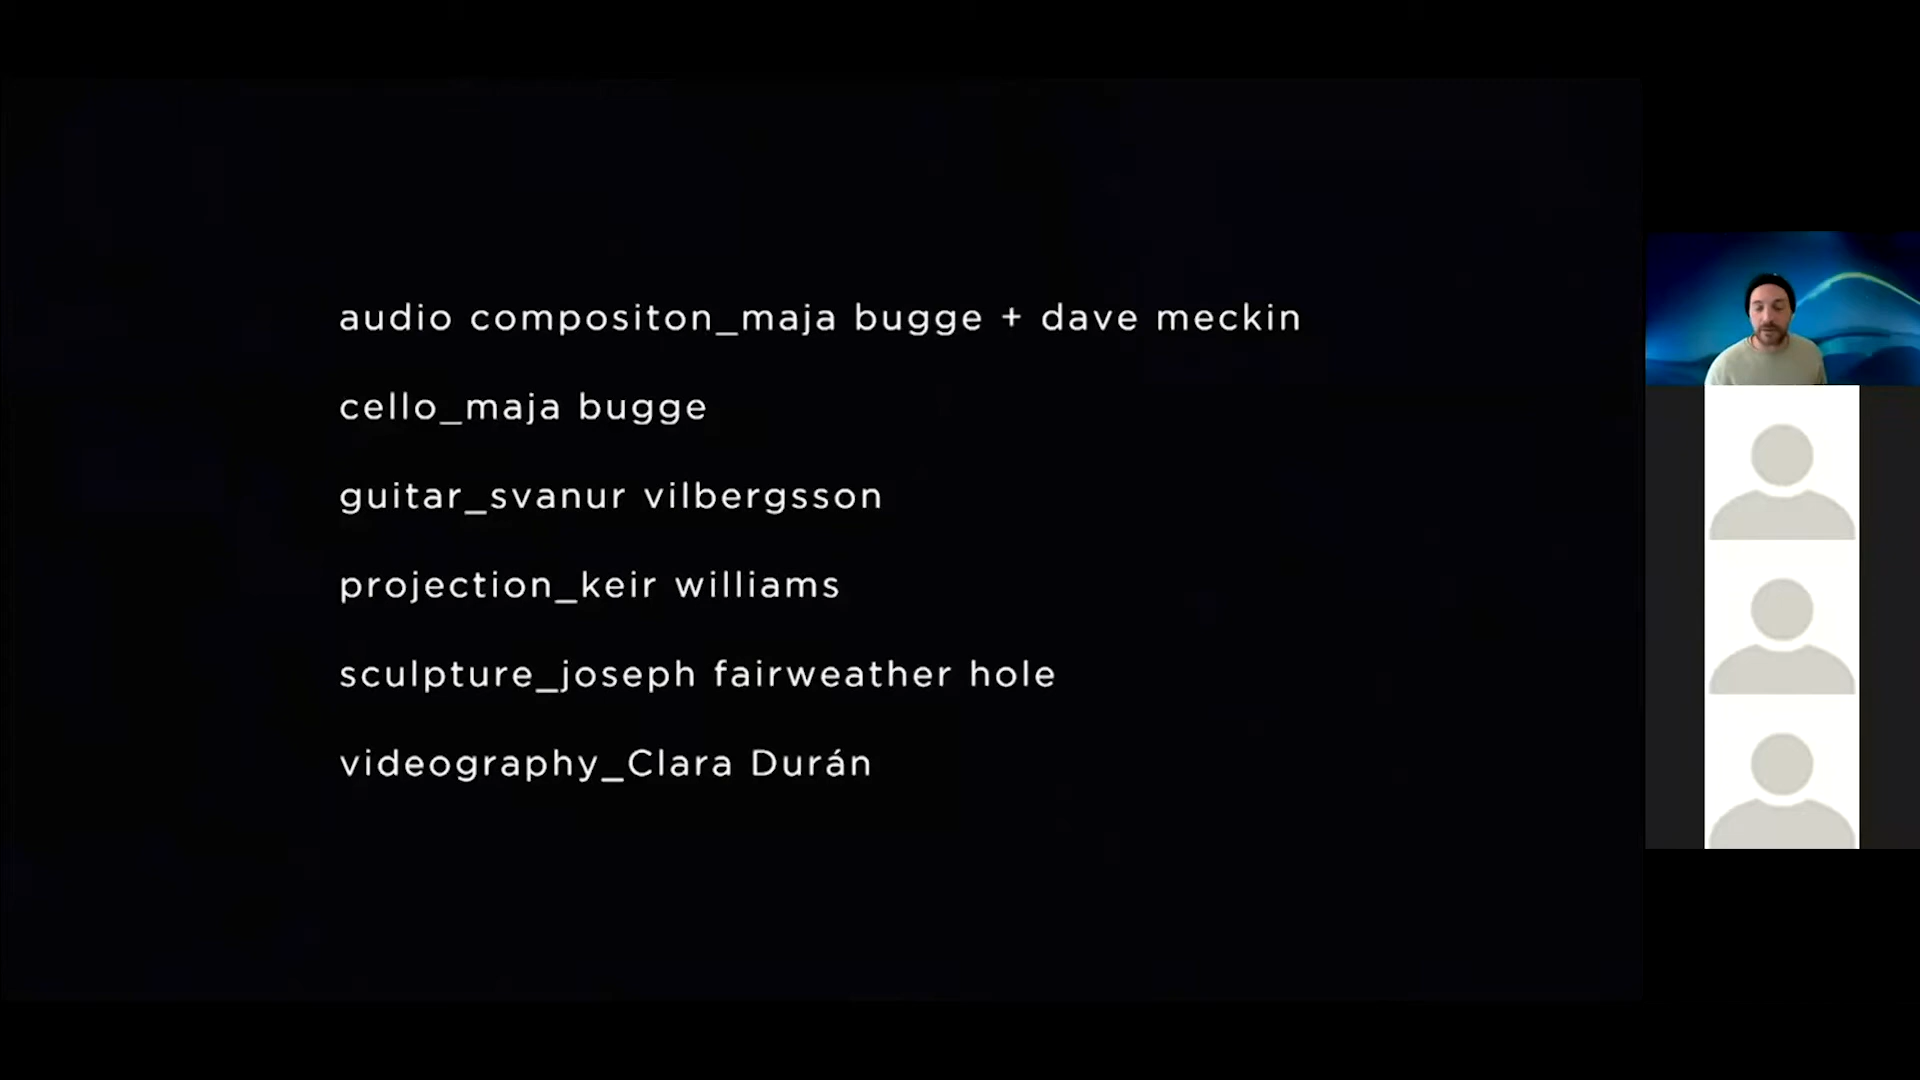 audio compositon_maja bugge + dave meckin
cello_maja bugge
guitar_svanur vilbergsson
projection_keir williams
sculpture_joseph fairweather hole
videography_Clara Durán